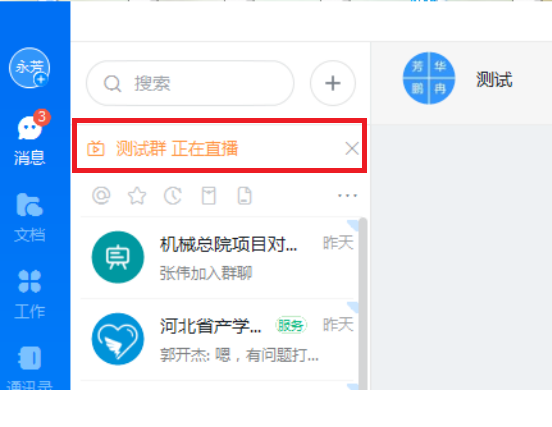 永芳
搜索
芳 华
鹏 冉
测试
3
消息
测试群 正在直播
文档
机械总院项目对... 昨天
张伟加入群聊
工作
河北省产学... 服务 昨天
郭开杰: 嗯，有问题打...
通讯录